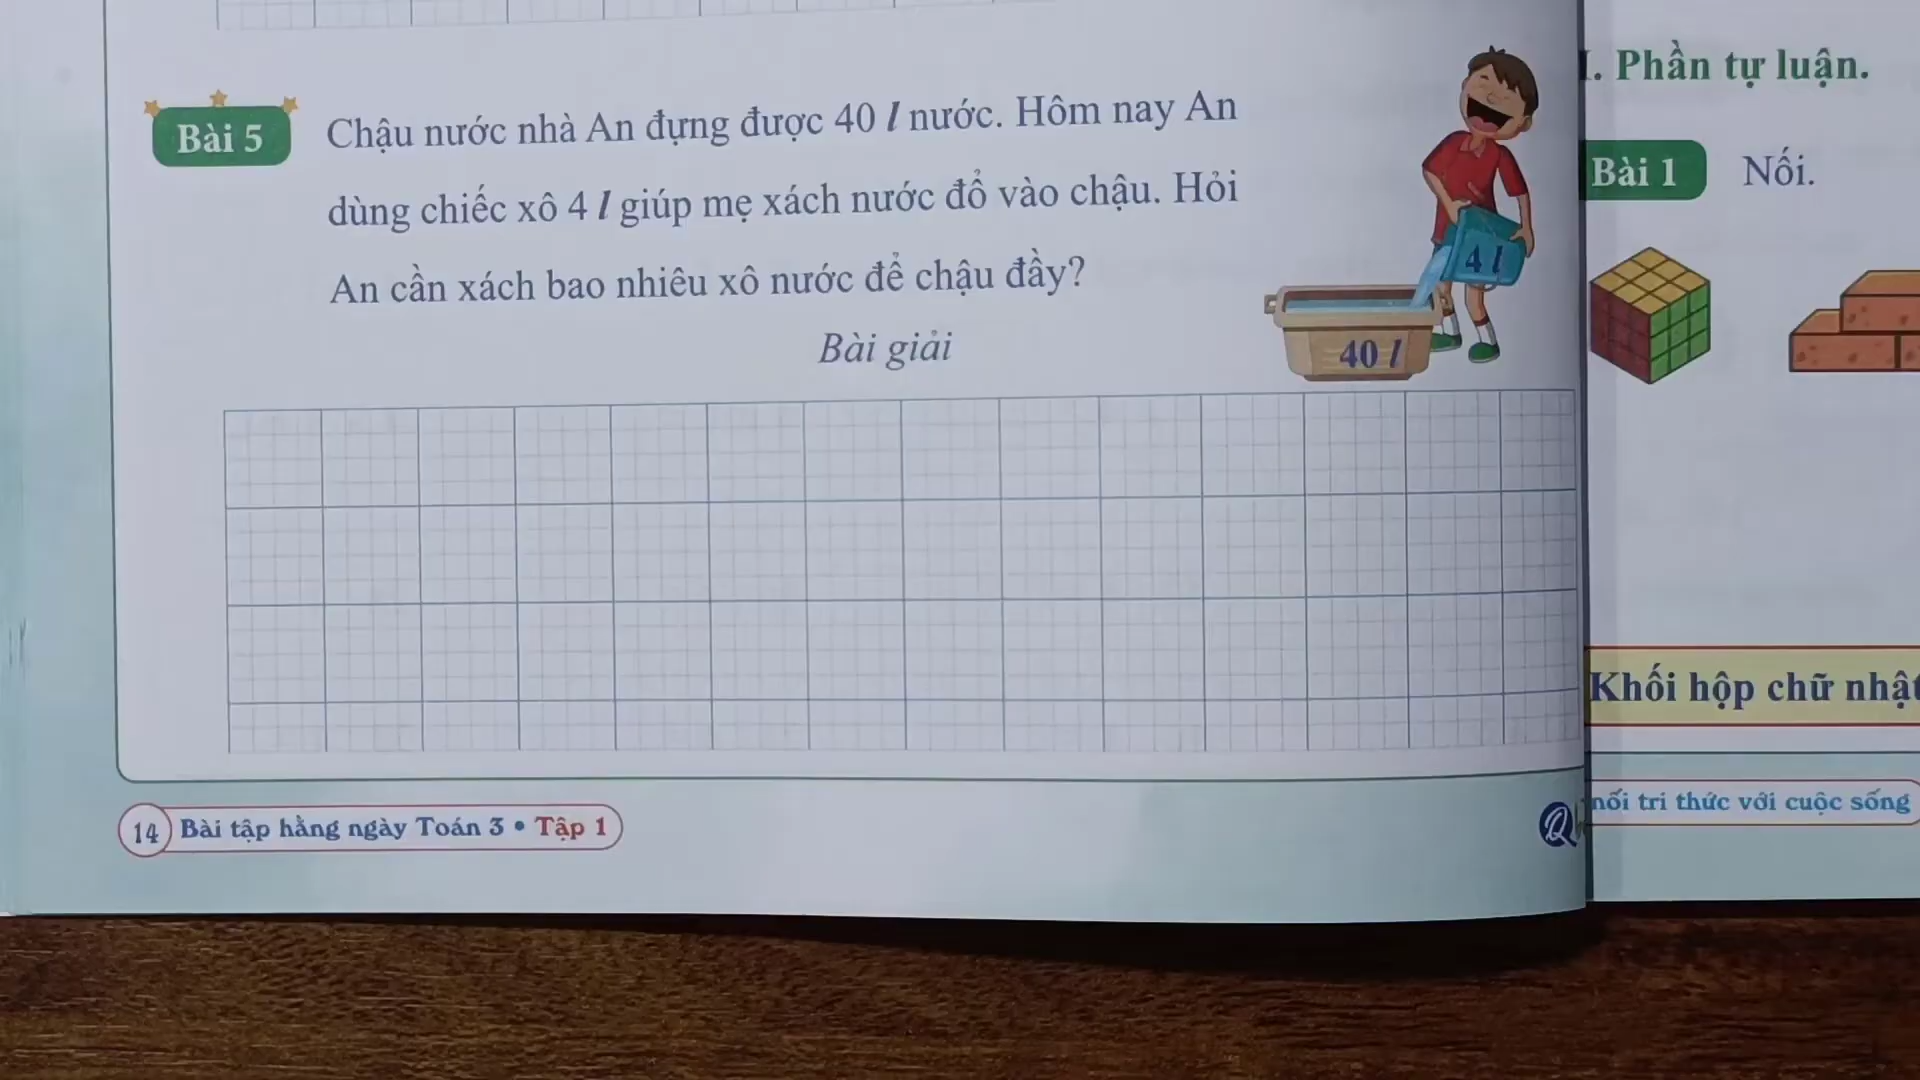 Bài 5
Chậu nước nhà An đựng được 40 l nước. Hôm nay An
dùng chiếc xô 4 l giúp mẹ xách nước đổ vào chậu. Hỏi
An cần xách bao nhiêu xô nước để chậu đầy?
4 l
40 l
Bài giải
14 Bài tập hằng ngày Toán 3 • Tập 1
. Phần tự luận.
Bài 1 Nối.
Khối hộp chữ nhật
nối tri thức với cuộc sống